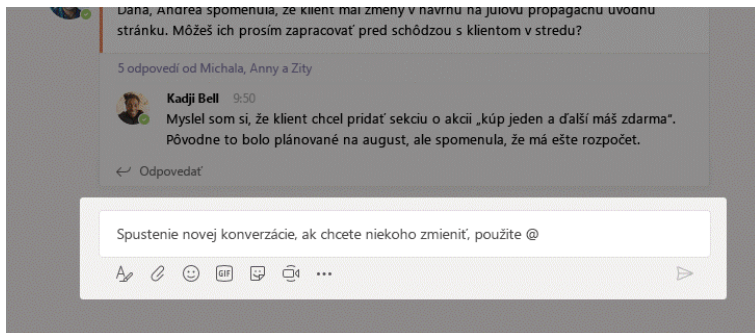 Dana, Andrea spomenula, že klient mal zmeny v návrhu na júlovú propagačnú úvodnú
stránku. Môžeš ich prosím zapracovať pred schôdzou s klientom v stredu?
5 odpovedí od Michala, Anny a Zity
Kadji Bell 9:50
Myslel som si, že klient chcel pridať sekciu o akcii „kúp jeden a ďalší máš zdarma“.
Pôvodne to bolo plánované na august, ale spomenula, že má ešte rozpočet.
Odpovedať
Spustenie novej konverzácie, ak chcete niekoho zmieniť, použite @
GIF